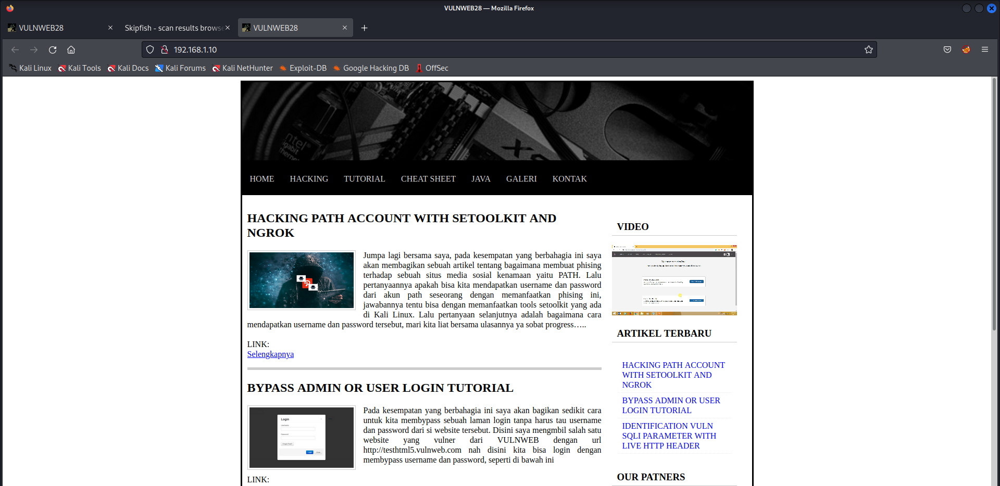 VULNWEB28 — Mozilla Firefox
VULNWEB28
Skipfish - scan results browse
VULNWEB28
192.168.1.10
Kali Linux
Kali Tools
Kali Docs
Kali Forums
Kali NetHunter
Exploit-DB
Google Hacking DB
OffSec
intel
gigabit
HOME
HACKING
TUTORIAL
CHEAT SHEET
JAVA
GALERI
KONTAK
HACKING PATH ACCOUNT WITH SETOOLKIT AND
NGROK
Jumpa lagi bersama saya, pada kesempatan yang berbahagia ini saya
akan membagikan sebuah artikel tentang bagaimana membuat phising
terhadap sebuah situs media sosial kenamaan yaitu PATH. Lalu
pertanyaannya apakah bisa kita mendapatkan username dan password
dari akun path seseorang dengan memanfaatkan phising ini,
jawabannya tentu bisa dengan memanfaatkan tools setoolkit yang ada
di Kali Linux. Lalu pertanyaan selanjutnya adalah bagaimana cara
mendapatkan username dan password tersebut, mari kita liat bersama ulasannya ya sobat progress…..
LINK:
Selengkapnya
BYPASS ADMIN OR USER LOGIN TUTORIAL
Login
Pada kesempatan yang berbahagia ini saya akan bagikan sedikit cara
untuk kita membypass sebuah laman login tanpa harus tau username
dan password dari si website tersebut. Disini saya mengmbil salah satu
website yang vulner dari VULNWEB dengan url
http://testhtml5.vulnweb.com nah disini kita bisa login dengan
membypass username dan password, seperti di bawah ini
LINK:
VIDEO
ARTIKEL TERBARU
HACKING PATH ACCOUNT
WITH SETOOLKIT AND
NGROK
BYPASS ADMIN OR USER
LOGIN TUTORIAL
IDENTIFICATION VULN
SQLI PARAMETER WITH
LIVE HTTP HEADER
OUR PATNERS